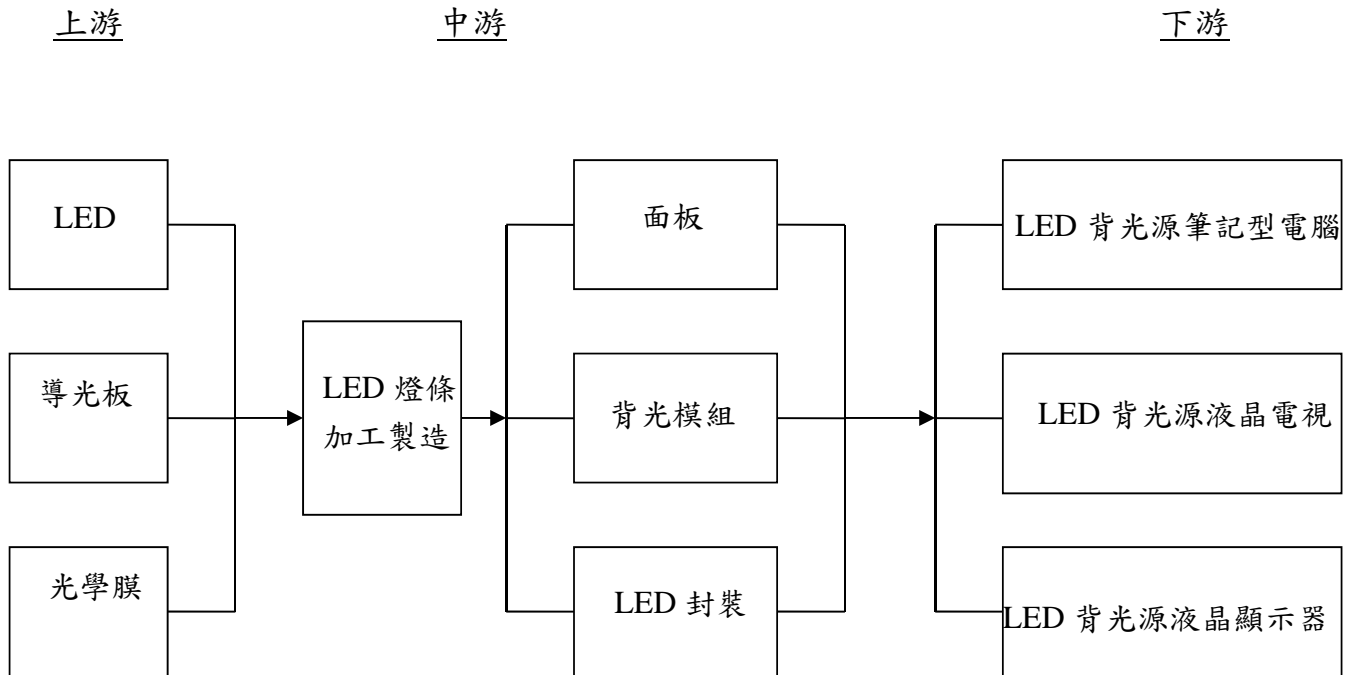 上游
中游
下游
LED
導光板
光學膜
LED 燈條
加工製造
面板
背光模組
LED 封裝
LED 背光源筆記型電腦
LED 背光源液晶電視
LED 背光源液晶顯示器